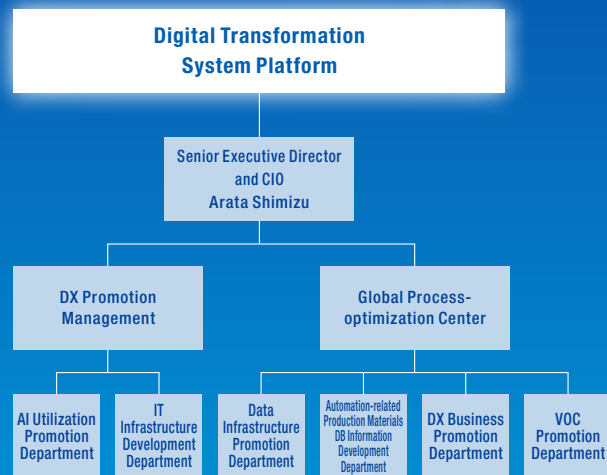 Digital Transformation
System Platform
Senior Executive Director
and CIO
Arata Shimizu
DX Promotion
Management
Global Process-
optimization Center
AI Utilization
Promotion
Department
IT
Infrastructure
Development
Department
Data
Infrastructure
Promotion
Department
Automation-related
Production Materials
DB Information
Development
Department
DX Business
Promotion
Department
VOC
Promotion
Department